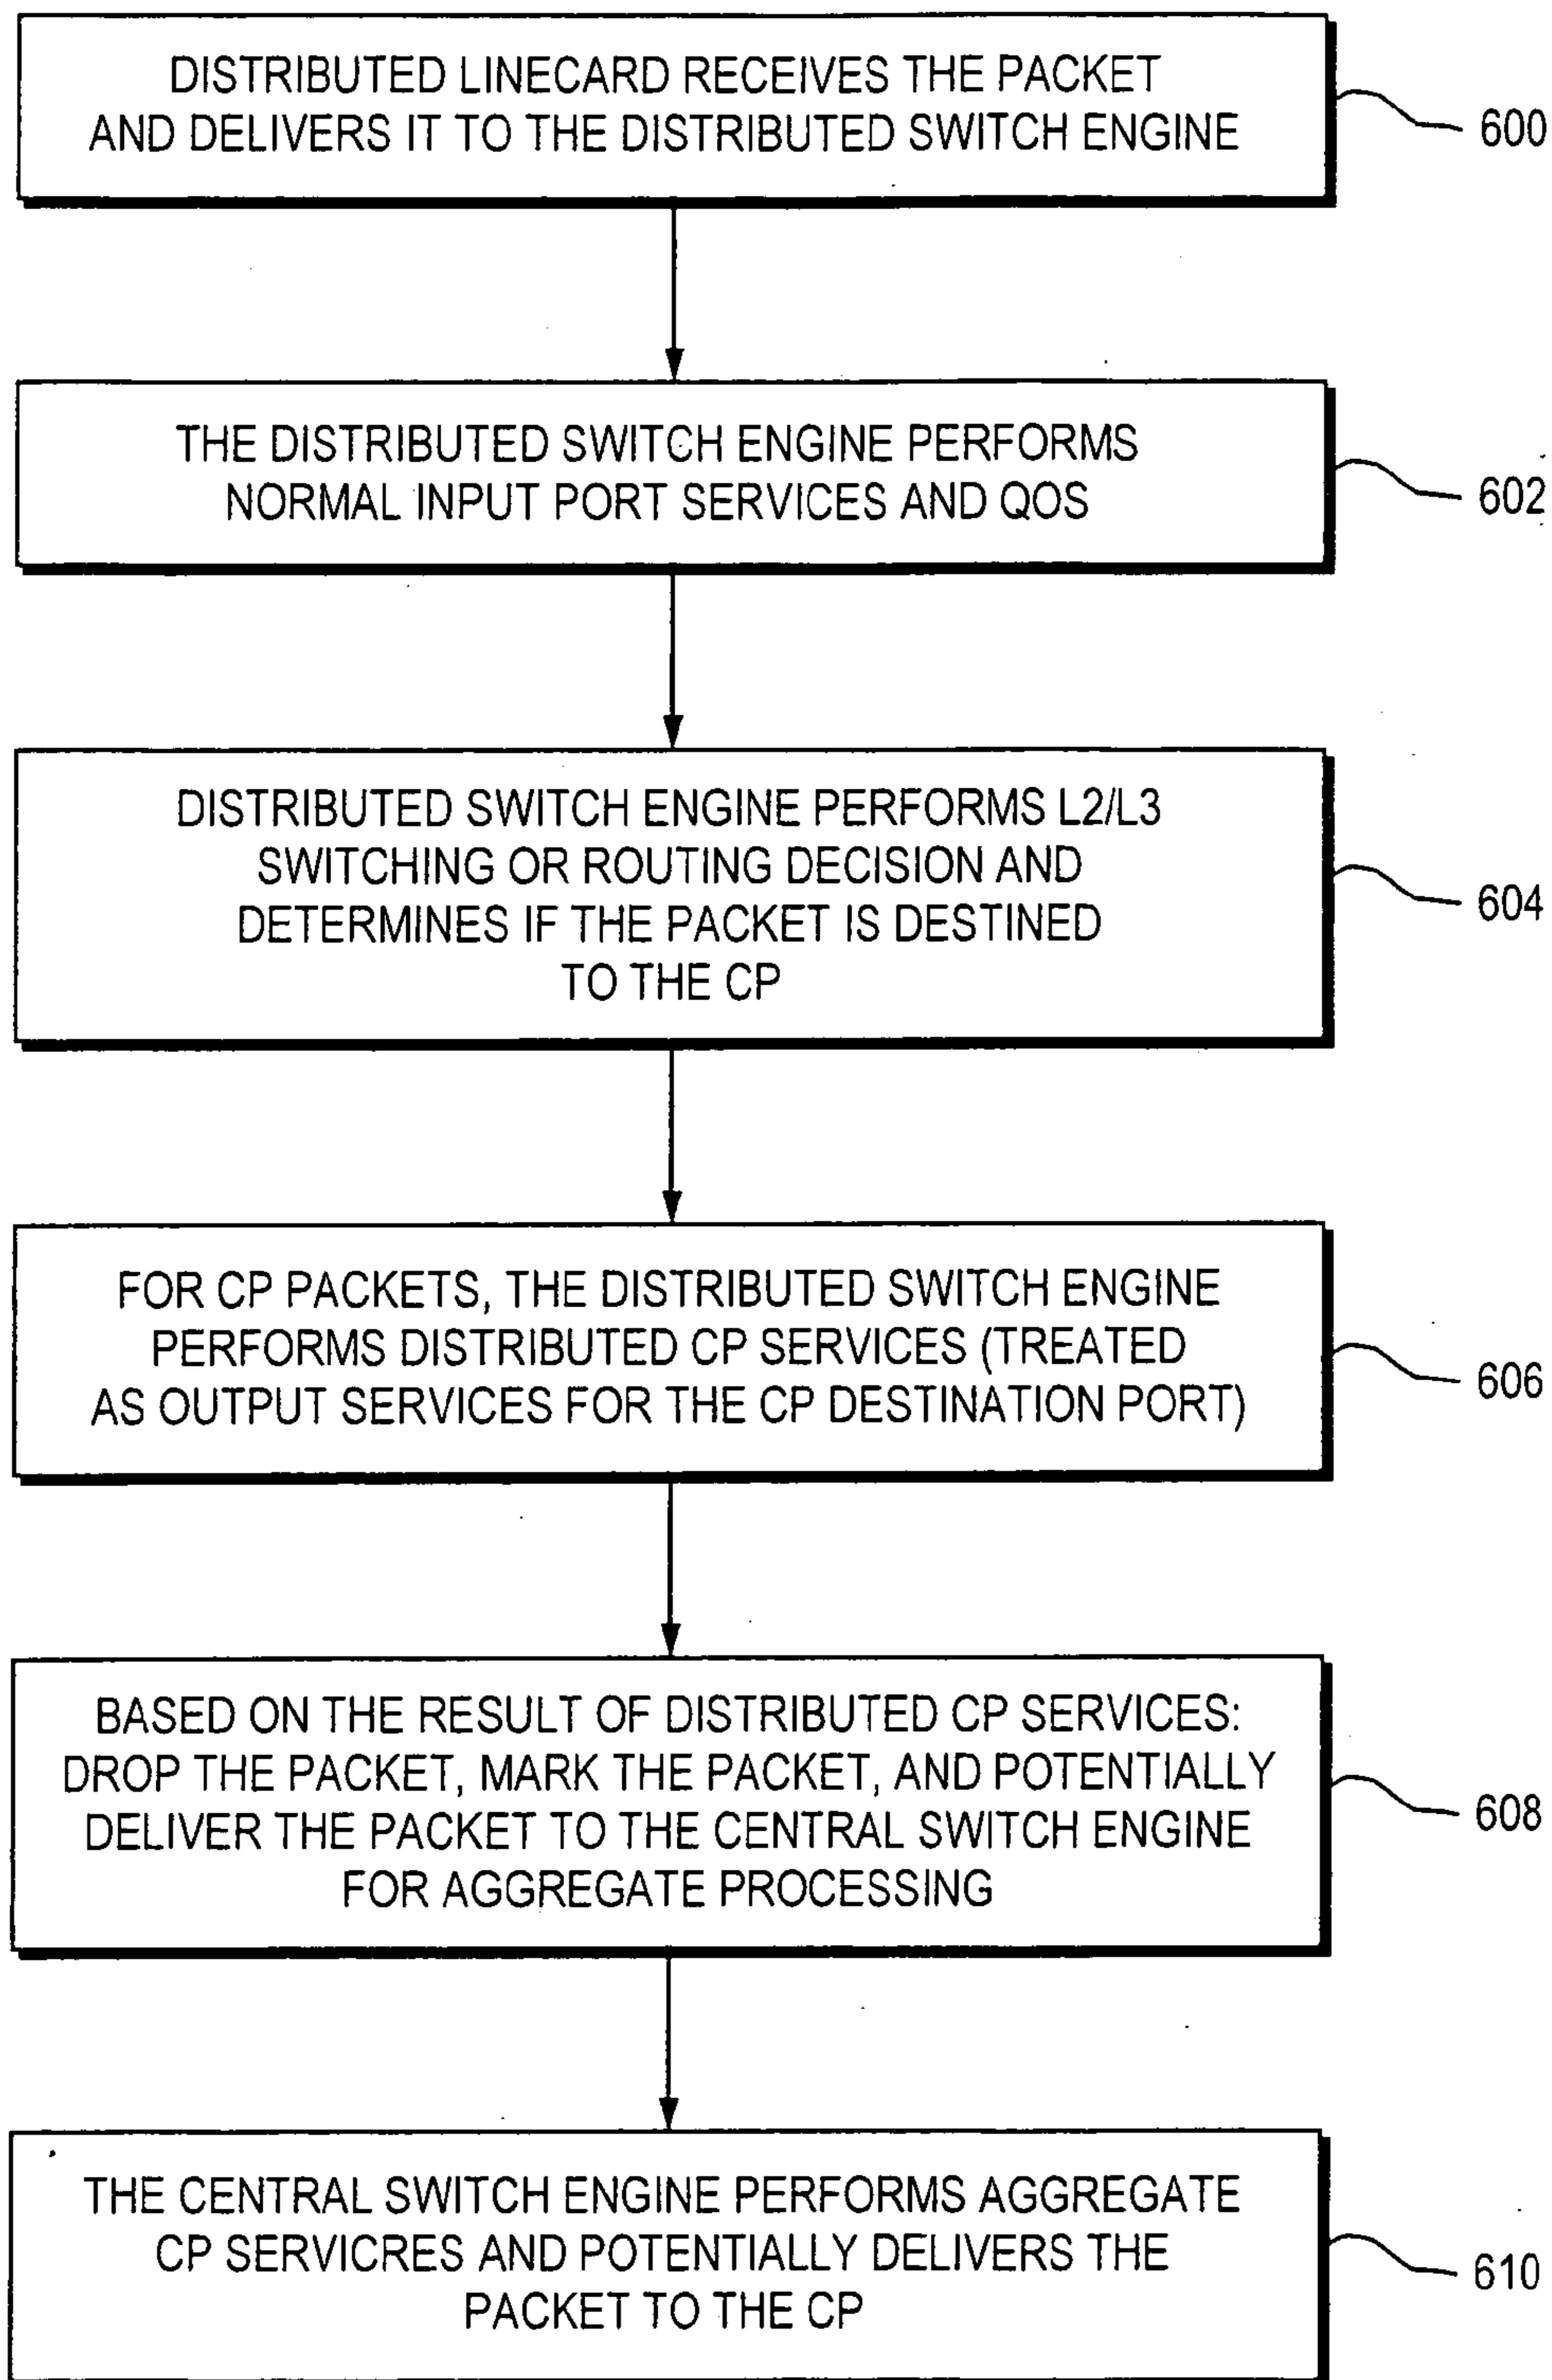 DISTRIBUTED LINECARD RECEIVES THE PACKET
AND DELIVERS IT TO THE DISTRIBUTED SWITCH ENGINE
600
THE DISTRIBUTED SWITCH ENGINE PERFORMS
NORMAL INPUT PORT SERVICES AND QOS
602
DISTRIBUTED SWITCH ENGINE PERFORMS L2/L3
SWITCHING OR ROUTING DECISION AND
DETERMINES IF THE PACKET IS DESTINED
TO THE CP
604
FOR CP PACKETS, THE DISTRIBUTED SWITCH ENGINE
PERFORMS DISTRIBUTED CP SERVICES (TREATED
AS OUTPUT SERVICES FOR THE CP DESTINATION PORT)
606
BASED ON THE RESULT OF DISTRIBUTED CP SERVICES:
DROP THE PACKET, MARK THE PACKET, AND POTENTIALLY
DELIVER THE PACKET TO THE CENTRAL SWITCH ENGINE
FOR AGGREGATE PROCESSING
608
THE CENTRAL SWITCH ENGINE PERFORMS AGGREGATE
CP SERVICRES AND POTENTIALLY DELIVERS THE
PACKET TO THE CP
610